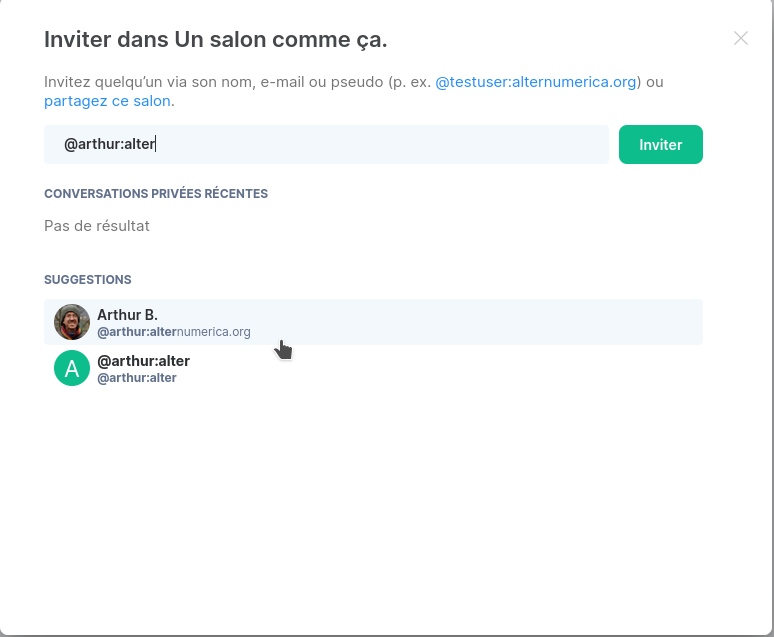 Inviter dans Un salon comme ça.
Invitez quelqu’un via son nom, e-mail ou pseudo (p. ex. @testuser:alternumerica.org) ou
partagez ce salon.
@arthur:alter
Inviter
CONVERSATIONS PRIVÉES RÉCENTES
Pas de résultat
SUGGESTIONS
Arthur B.
@arthur:alternumerica.org
A
@arthur:alter
@arthur:alter